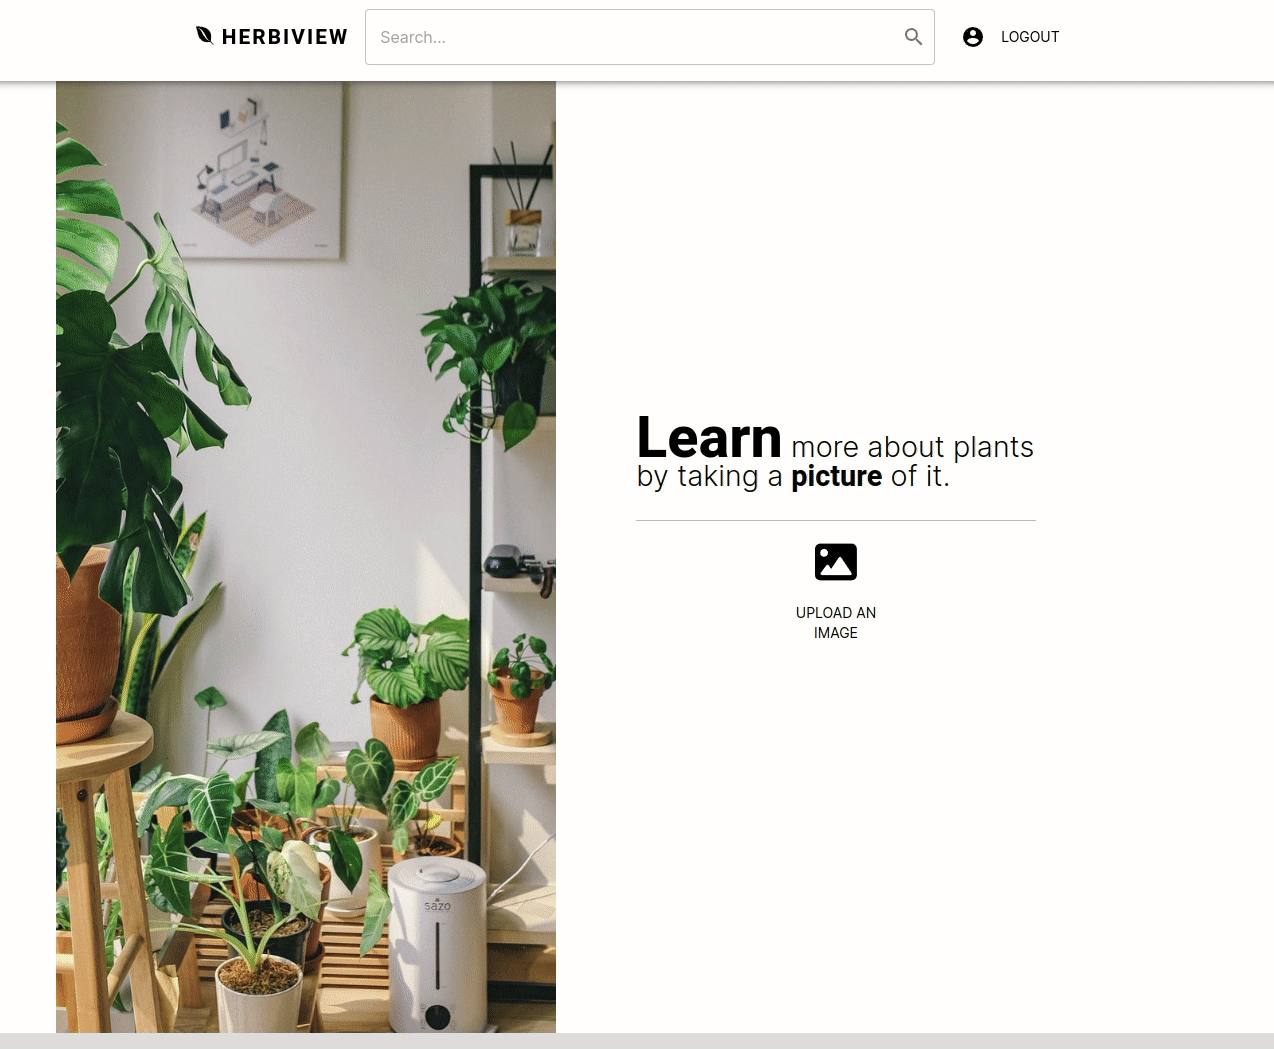 HERBIVIEW
Search...
LOGOUT
Learn more about plants
by taking a picture of it.
UPLOAD AN
IMAGE
sazo